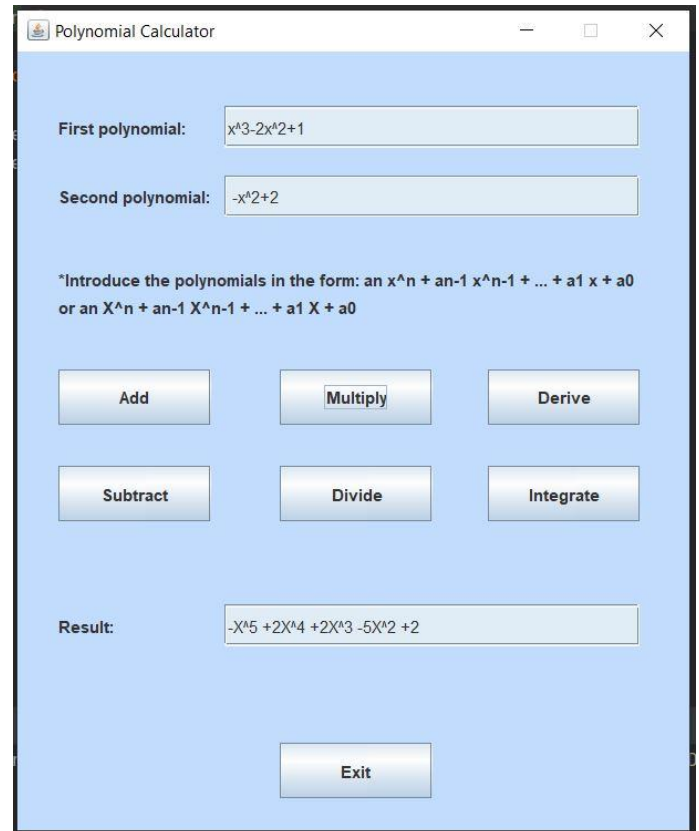 Polynomial Calculator
First polynomial: x^3-2x^2+1
Second polynomial: -x^2+2
*Introduce the polynomials in the form: an x^n + an-1 x^n-1 + ... + a1 x + a0
or an X^n + an-1 X^n-1 + ... + a1 X + a0
Add Multiply Derive
Subtract Divide Integrate
Result: -X^5 +2X^4 +2X^3 -5X^2 +2
Exit